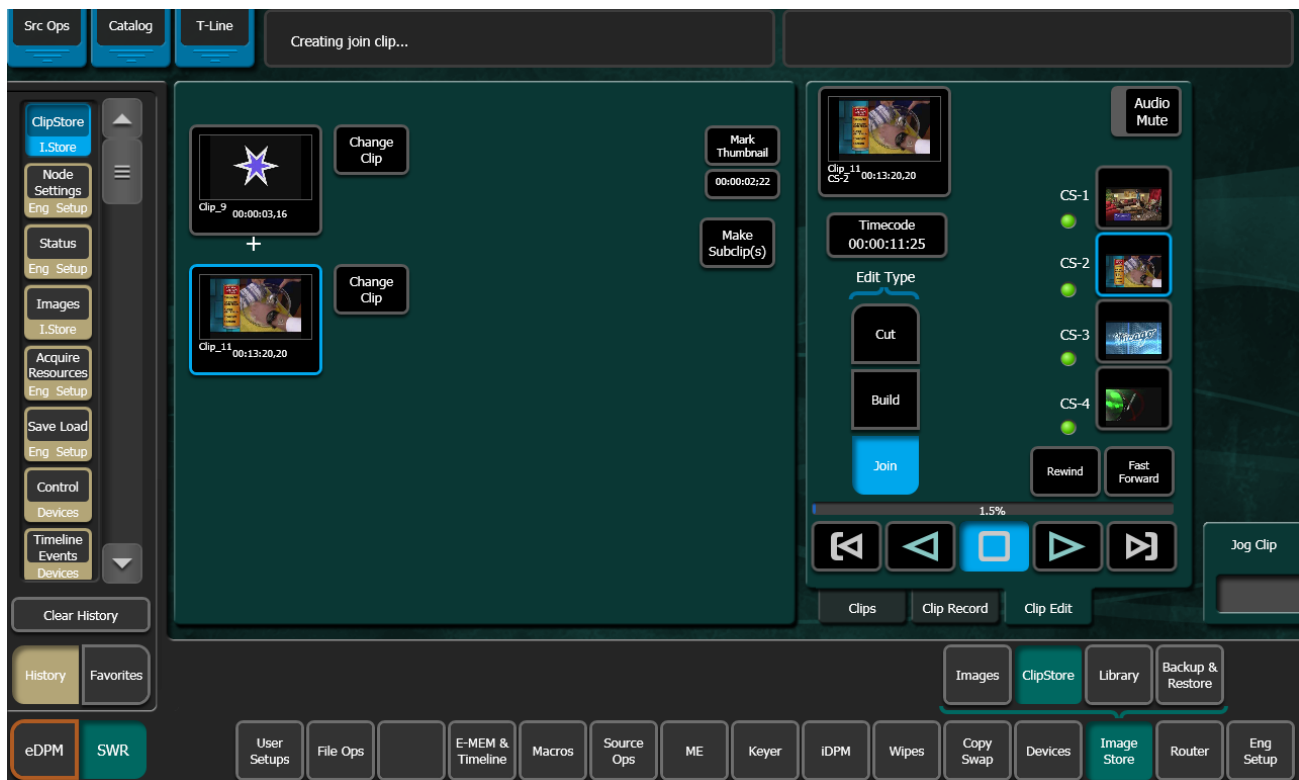 Src Ops
Catalog
T-Line
Creating join clip...
ClipStore
I.Store
Node
Settings
Eng Setup
Status
Eng Setup
Images
I.Store
Acquire
Resources
Eng Setup
Save Load
Eng Setup
Control
Devices
Timeline
Events
Devices
Clear History
History
Favorites
Clip_9 00:00:03,16
Change
Clip
+
Clip_11 00:13:20,20
Change
Clip
Mark
Thumbnail
00:00:02;22
Make
Subclip(s)
Clip_11
CS-2 00:13:20,20
Audio
Mute
Timecode
00:00:11:25
Edit Type
Cut
Build
Join
CS-1
CS-2
CS-3
Chicago
CS-4
Rewind
Fast
Forward
1.5%
Jog Clip
Clips
Clip Record
Clip Edit
Images
ClipStore
Library
Backup &
Restore
eDPM
SWR
User
Setups
File Ops
E-MEM &
Timeline
Macros
Source
Ops
ME
Keyer
iDPM
Wipes
Copy
Swap
Devices
Image
Store
Router
Eng
Setup